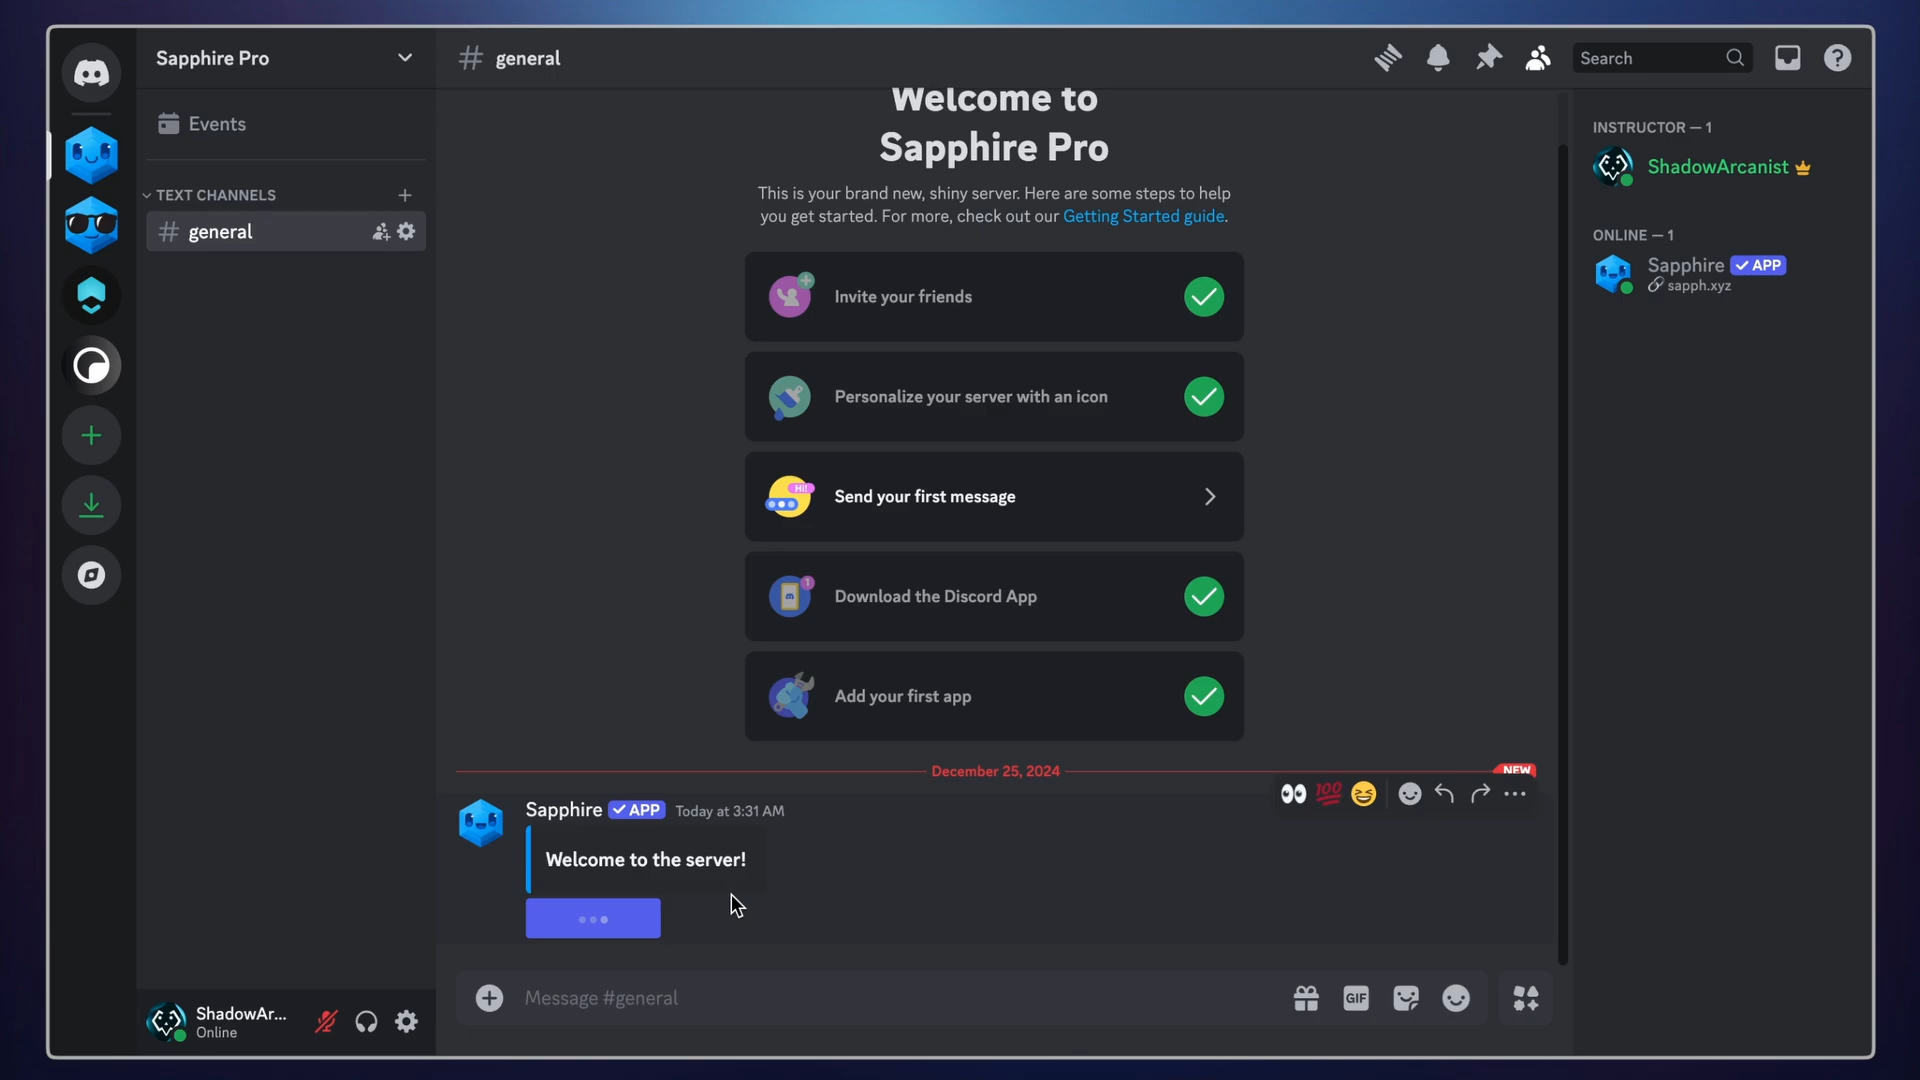 Sapphire Pro
Events
TEXT CHANNELS
general
ShadowAr...
Online
general
Search
Welcome to
Sapphire Pro
This is your brand new, shiny server. Here are some steps to help
you get started. For more, check out our Getting Started guide.
Invite your friends
Personalize your server with an icon
Hi!
Send your first message
1
Download the Discord App
Add your first app
December 25, 2024
NEW
Sapphire ✓ APP Today at 3:31 AM
100
Welcome to the server!
Message #general
GIF
INSTRUCTOR — 1
ShadowArcanist
ONLINE — 1
Sapphire ✓ APP
sapph.xyz